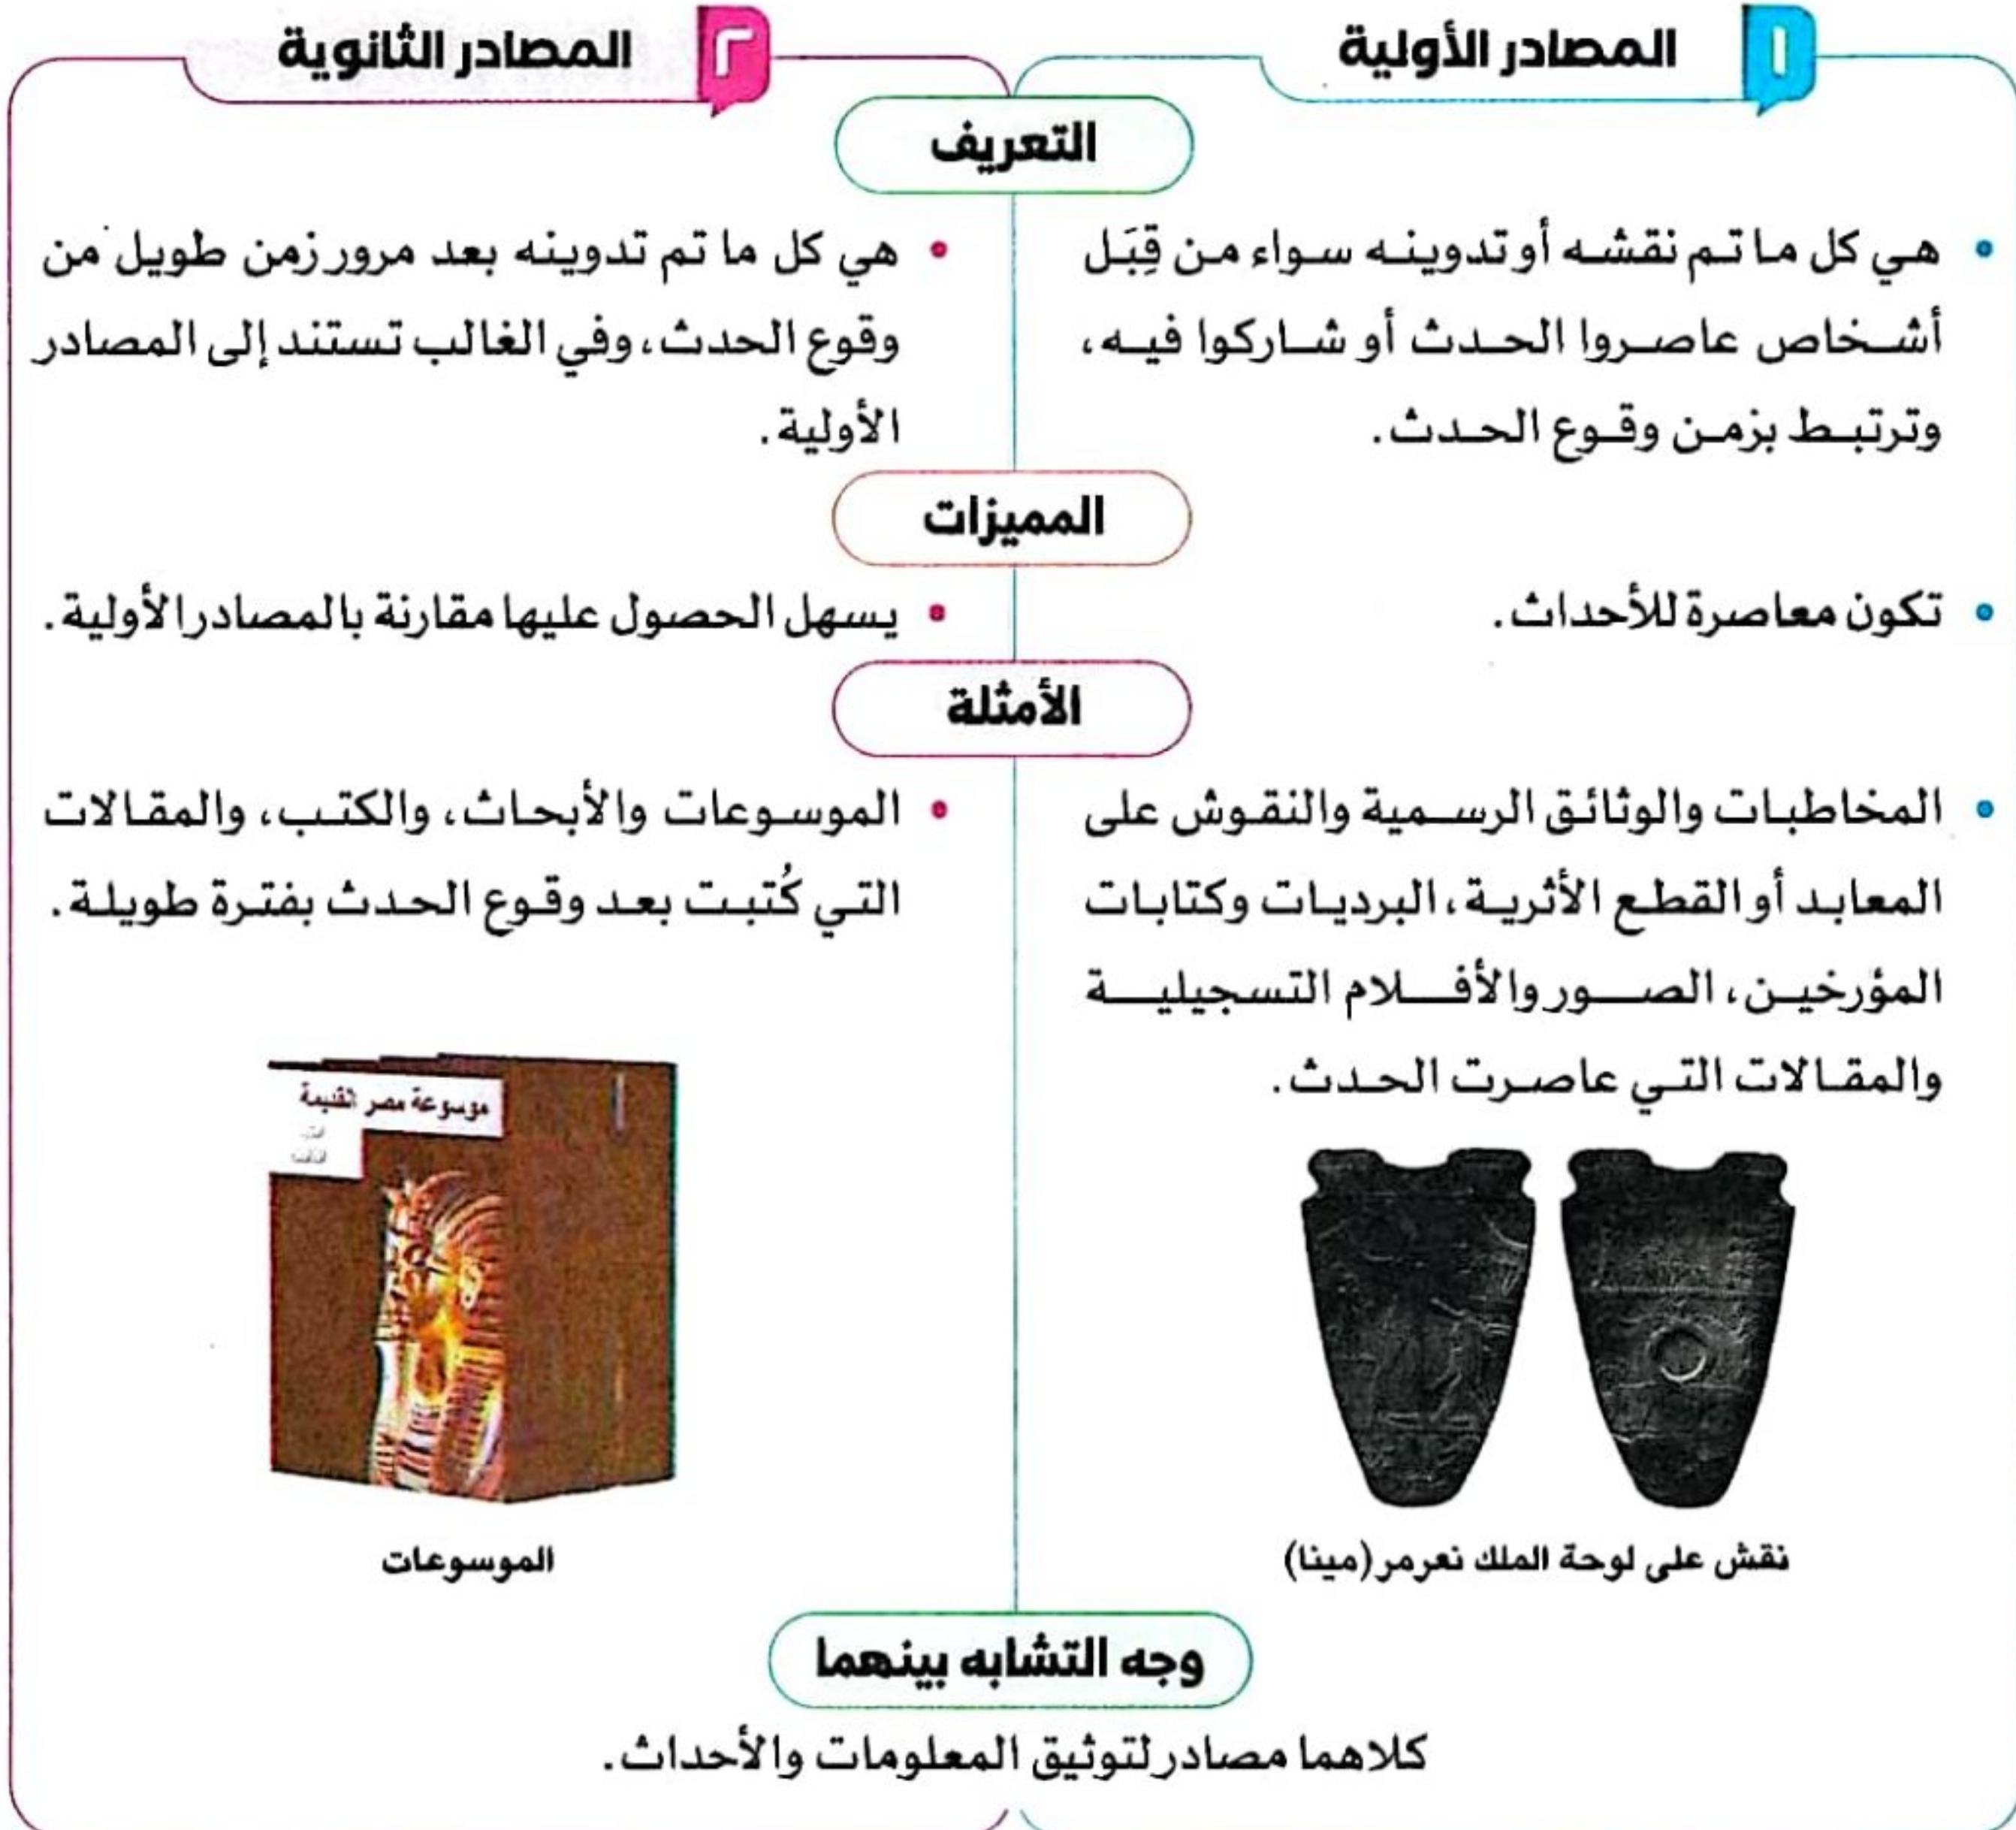 ١ المصادر الأولية
٢ المصادر الثانوية
التعريف
• هي كل ما تم نقشه أو تدوينه سواء من قِبَل
أشخاص عاصروا الحدث أو شاركوا فيه،
وترتبط بزمن وقوع الحدث.
• هي كل ما تم تدوينه بعد مرور زمن طويل من
وقوع الحدث، وفي الغالب تستند إلى المصادر
الأولية.
المميزات
• تكون معاصرة للأحداث.
• يسهل الحصول عليها مقارنة بالمصادر الأولية.
الأمثلة
• المخاطبات والوثائق الرسمية والنقوش على
المعابد أو القطع الأثرية، البرديات وكتابات
المؤرخين، الصور والأفلام التسجيلية
والمقالات التي عاصرت الحدث.
• الموسوعات والأبحاث، والكتب، والمقالات
التي كُتبت بعد وقوع الحدث بفترة طويلة.
موسوعة مصر القديمة
نقش على لوحة الملك نعرمر (مينا)
الموسوعات
وجه التشابه بينهما
كلاهما مصادر لتوثيق المعلومات والأحداث.